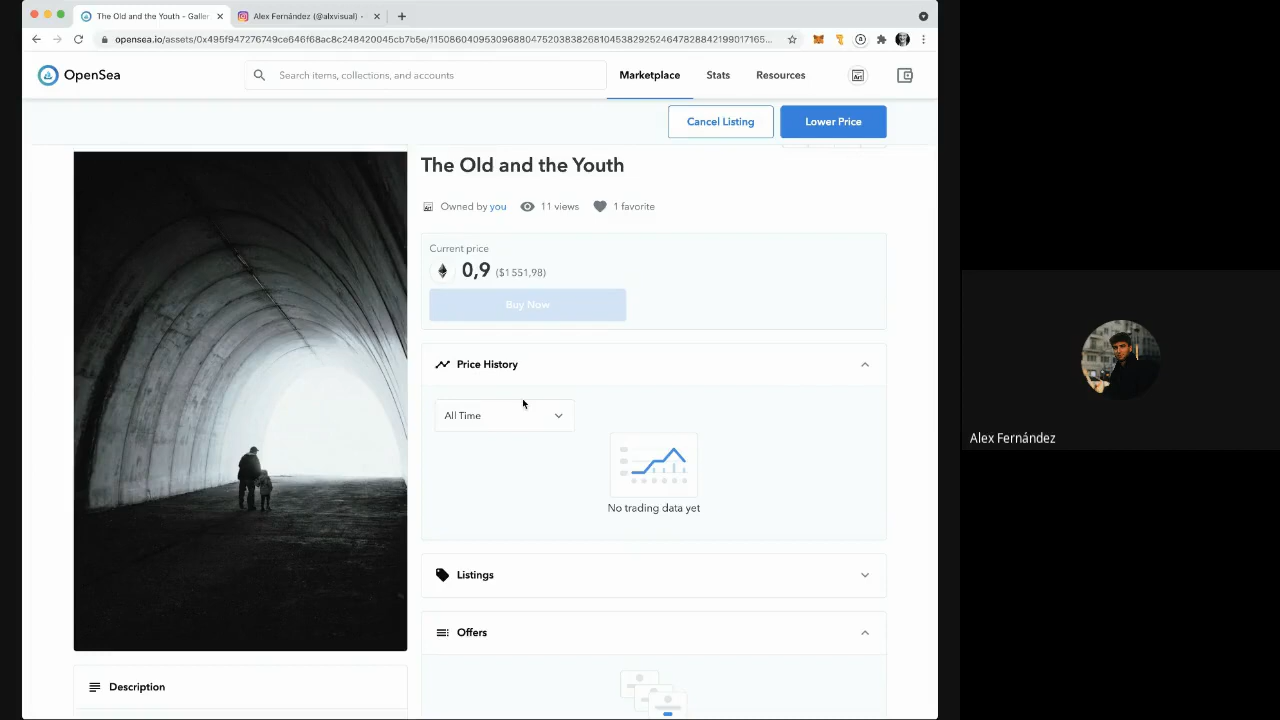 The Old and the Youth - Galler
Alex Fernández (@alxvisual) •
opensea.io/assets/0x495f947276749ce646f68ac8c248420045cb7b5e/11508604095309688047520383826810453829252464782884219901716​5...
OpenSea
Search items, collections, and accounts
Marketplace
Stats
Resources
Cancel Listing
Lower Price
The Old and the Youth
Owned by you
11 views
1 favorite
Current price
0,9 ($1 551,98)
Buy Now
Price History
All Time
No trading data yet
Listings
Offers
Description
Alex Fernández